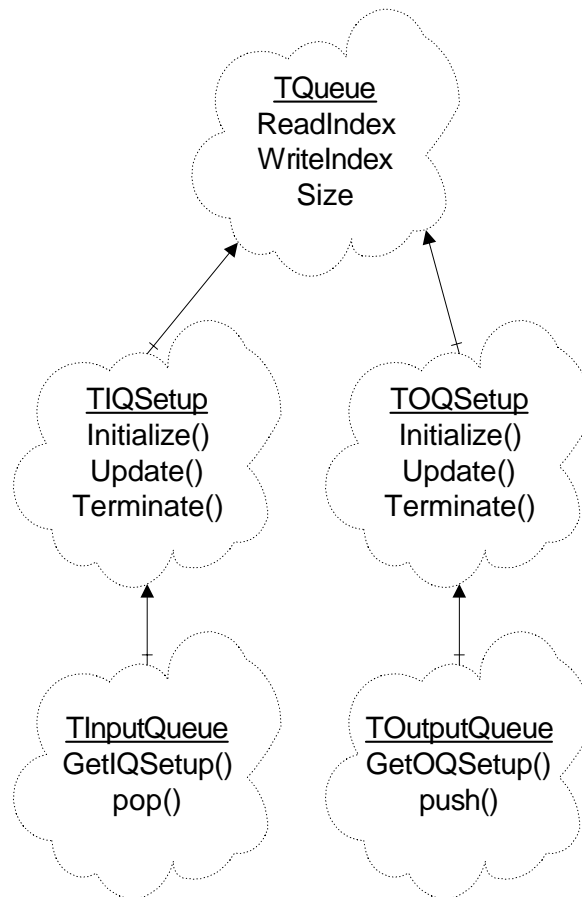 TQueue
ReadIndex
WriteIndex
Size
TIQSetup
Initialize()
Update()
Terminate()
TOQSetup
Initialize()
Update()
Terminate()
TInputQueue
GetIQSetup()
pop()
TOutputQueue
GetOQSetup()
push()